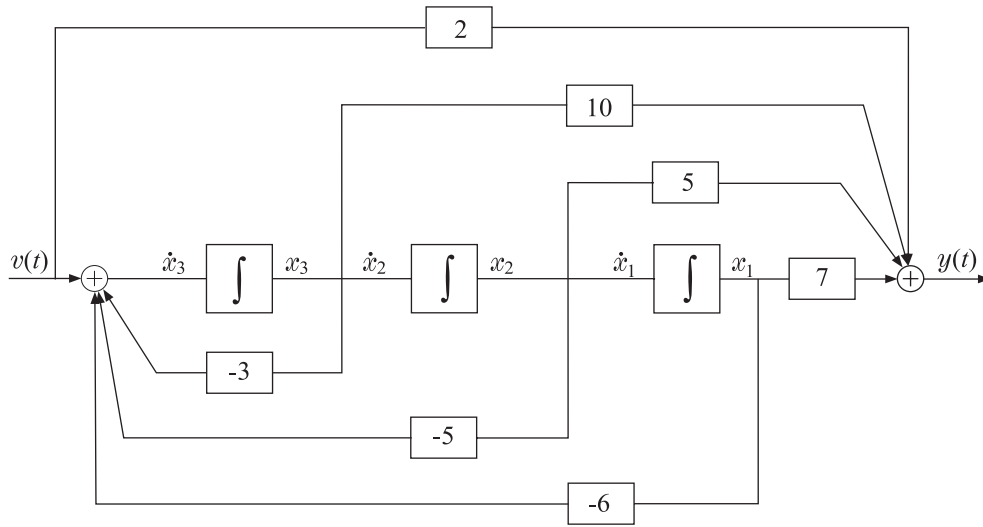 2
10
5
v(t)
ẋ₃
∫
x₃
ẋ₂
∫
x₂
ẋ₁
∫
x₁
7
y(t)
+
+
-3
-5
-6